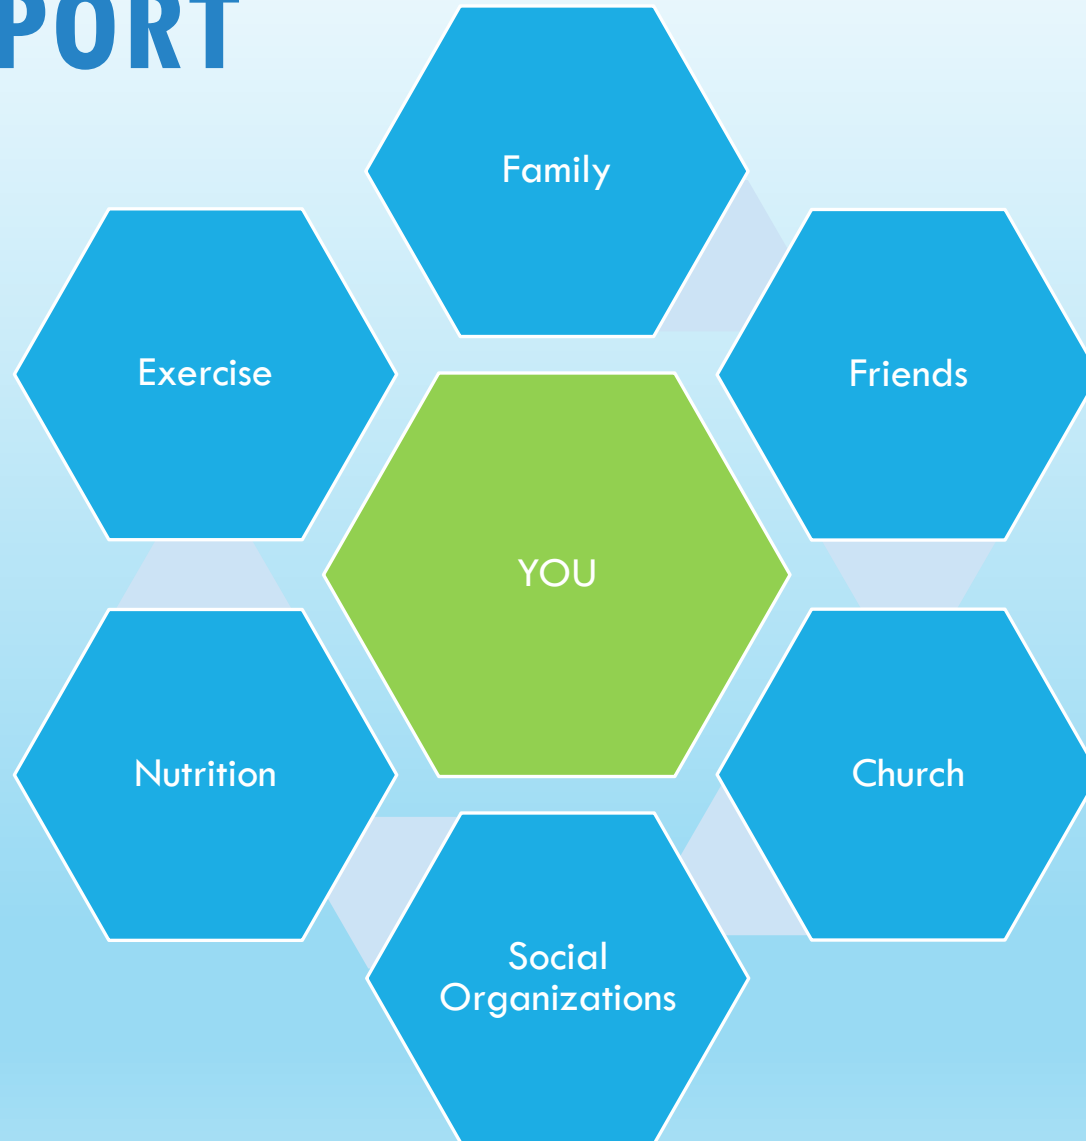 PORT
Family
Exercise
Friends
YOU
Nutrition
Church
Social
Organizations